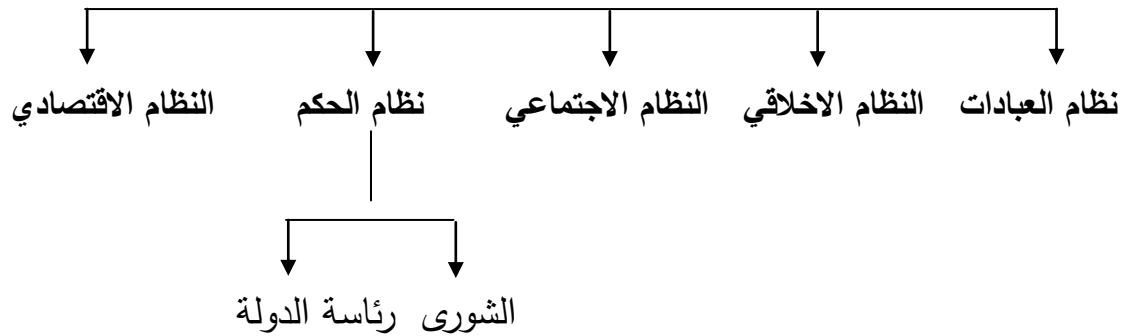 نظام العبادات النظام الاخلاقي النظام الاجتماعي نظام الحكم النظام الاقتصادي
الشورى رئاسة الدولة